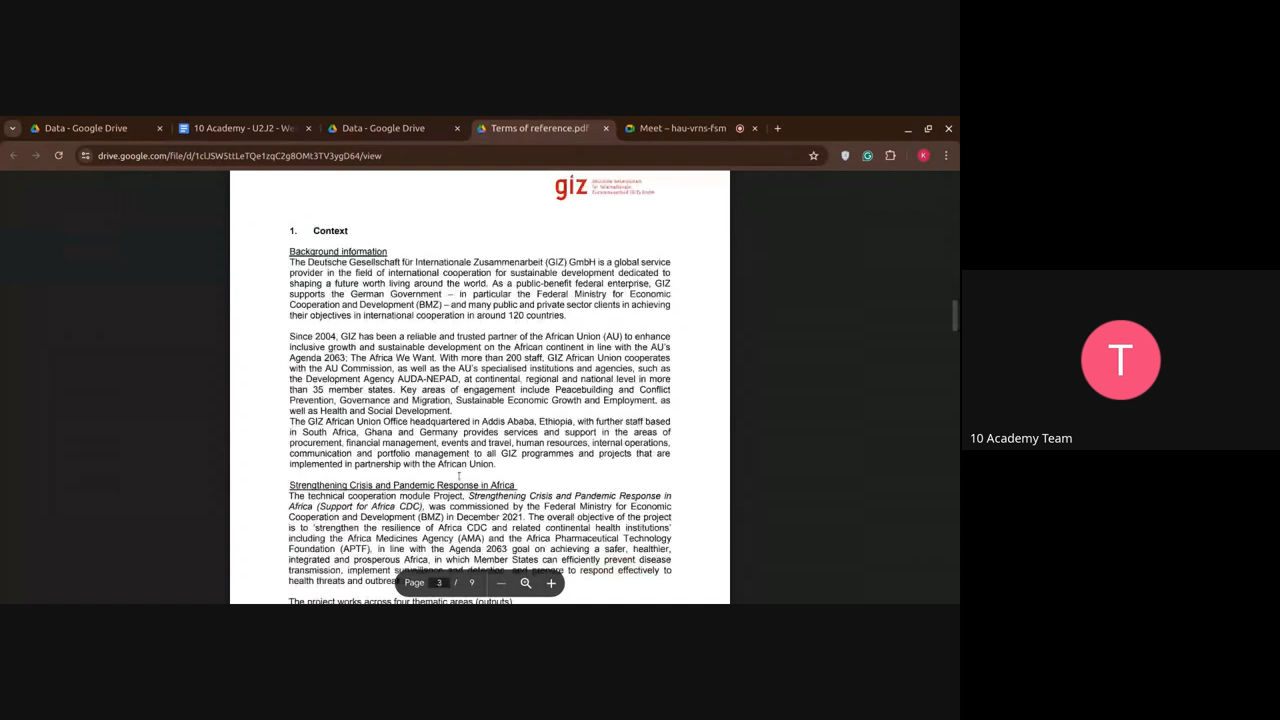 Data - Google Drive
10 Academy - U2J2 - We
Data - Google Drive
Terms of reference.pdf
Meet – hau-vrns-fsm
drive.google.com/file/d/1clJSW5ttLeTQe1zqC2g8OMt3TV3ygD64/view
K
giz
1. Context
Background information
The Deutsche Gesellschaft für Internationale Zusammenarbeit (GIZ) GmbH is a global service
provider in the field of international cooperation for sustainable development dedicated to
shaping a future worth living around the world. As a public-benefit federal enterprise, GIZ
supports the German Government – in particular the Federal Ministry for Economic
Cooperation and Development (BMZ) – and many public and private sector clients in achieving
their objectives in international cooperation in around 120 countries.
Since 2004, GIZ has been a reliable and trusted partner of the African Union (AU) to enhance
inclusive growth and sustainable development on the African continent in line with the AU's
Agenda 2063: The Africa We Want. With more than 200 staff, GIZ African Union cooperates
with the AU Commission, as well as the AU's specialised institutions and agencies, such as
the Development Agency AUDA-NEPAD, at continental, regional and national level in more
than 35 member states. Key areas of engagement include Peacebuilding and Conflict
Prevention, Governance and Migration, Sustainable Economic Growth and Employment, as
well as Health and Social Development.
The GIZ African Union Office headquartered in Addis Ababa, Ethiopia, with further staff based
in South Africa, Ghana and Germany provides services and support in the areas of
procurement, financial management, events and travel, human resources, internal operations,
communication and portfolio management to all GIZ programmes and projects that are
implemented in partnership with the African Union.
Strengthening Crisis and Pandemic Response in Africa
The technical cooperation module Project, Strengthening Crisis and Pandemic Response in
Africa (Support for Africa CDC), was commissioned by the Federal Ministry for Economic
Cooperation and Development (BMZ) in December 2021. The overall objective of the project
is to 'strengthen the resilience of Africa CDC and related continental health institutions'
including the Africa Medicines Agency (AMA) and the Africa Pharmaceutical Technology
Foundation (APTF), in line with the Agenda 2063 goal on achieving a safer, healthier,
integrated and prosperous Africa, in which Member States can efficiently prevent disease
transmission, implement surveillance and detection, and prepare to respond effectively to
health threats and outbrea
Page 3 / 9
The project works across four thematic areas (outputs)
T
10 Academy Team